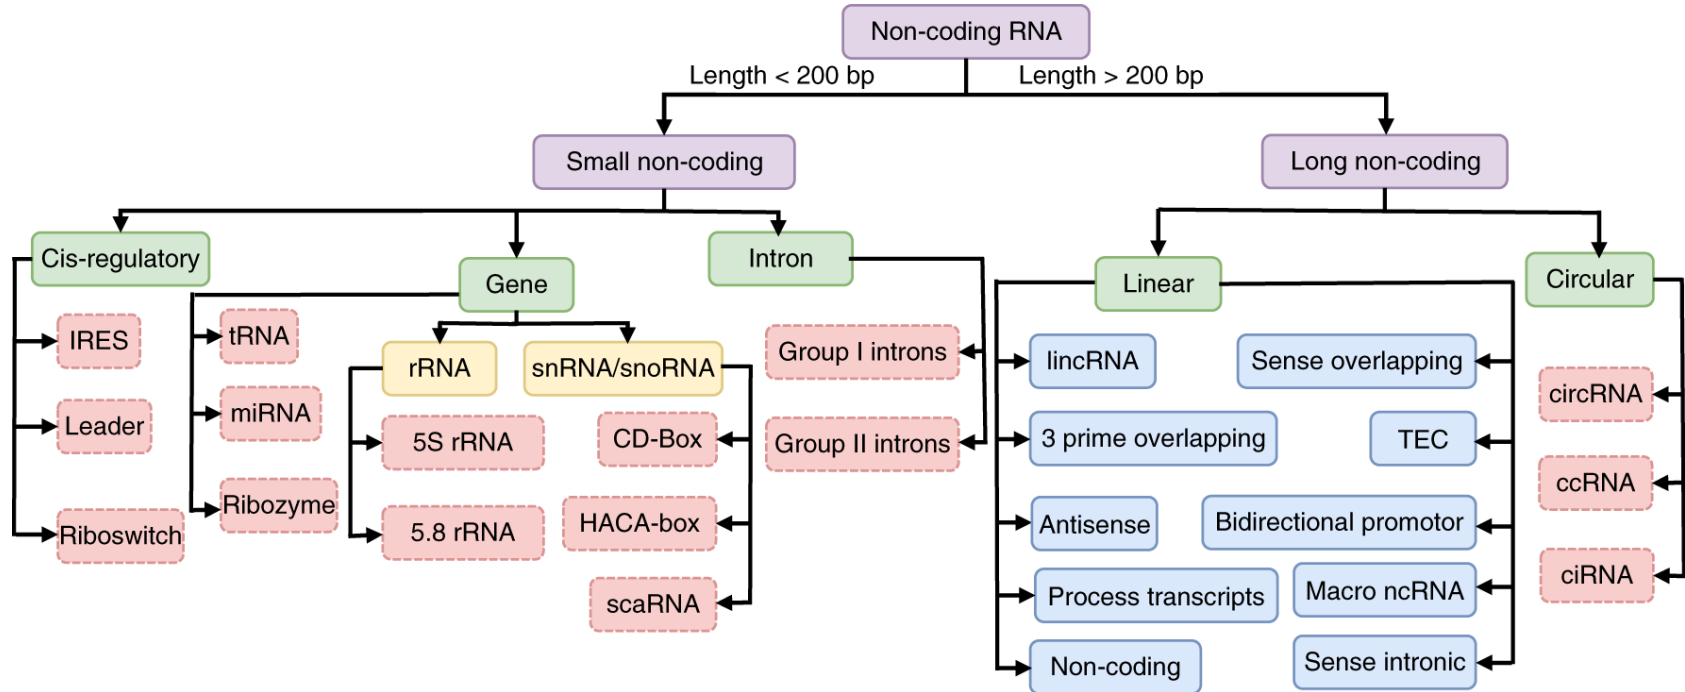 Non-coding RNA
Length < 200 bp
Length > 200 bp
Small non-coding
Long non-coding
Cis-regulatory
Gene
Intron
Linear
Circular
IRES
Leader
Riboswitch
tRNA
miRNA
Ribozyme
rRNA
snRNA/snoRNA
5S rRNA
5.8 rRNA
CD-Box
HACA-box
scaRNA
Group I introns
Group II introns
lincRNA
3 prime overlapping
Antisense
Process transcripts
Non-coding
Sense overlapping
TEC
Bidirectional promotor
Macro ncRNA
Sense intronic
circRNA
ccRNA
ciRNA